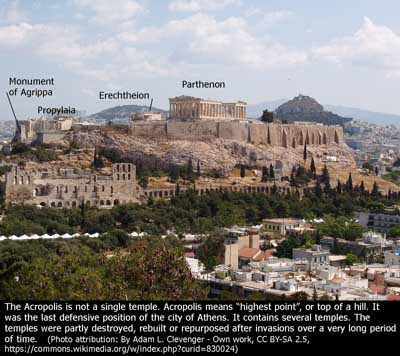 Parthenon
Monument
of Agrippa
Erechtheion
Propylaia
The Acropolis is not a single temple. Acropolis means “highest point”, or top of a hill. It
was the last defensive position of the city of Athens. It contains several temples. The
temples were partly destroyed, rebuilt or repurposed after invasions over a very long period
of time. (Photo attribution: By Adam L. Clevenger - Own work, CC BY-SA 2.5,
https://commons.wikimedia.org/w/index.php?curid=830024)